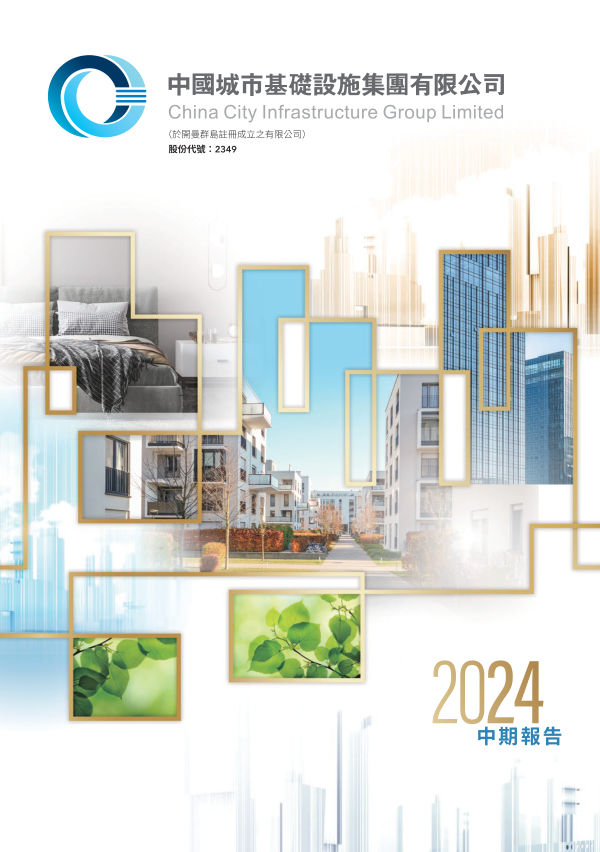 中國城市基礎設施集團有限公司
China City Infrastructure Group Limited
（於開曼群島註冊成立之有限公司）
股份代號：2349
2024
中期報告